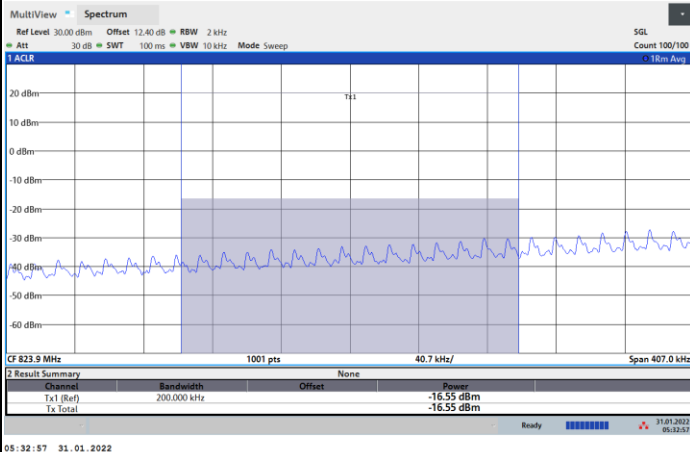 MultiView Spectrum
Ref Level 30.00 dBm Offset 12.40 dB RBW 2 kHz SGL
Att 30 dB SWT 100 ms VBW 10 kHz Mode Sweep Count 100/100
1 ACLR 1Rm Avg
Tx1
20 dBm
10 dBm
0 dBm
-10 dBm
-20 dBm
-30 dBm
-40 dBm
-50 dBm
-60 dBm
CF 823.9 MHz 1001 pts 40.7 kHz/ Span 407.0 kHz
2 Result Summary None
Channel Bandwidth Offset Power
Tx1 (Ref) 200.000 kHz -16.55 dBm
Tx Total -16.55 dBm
Ready 31.01.2022
05:32:57
05:32:57 31.01.2022